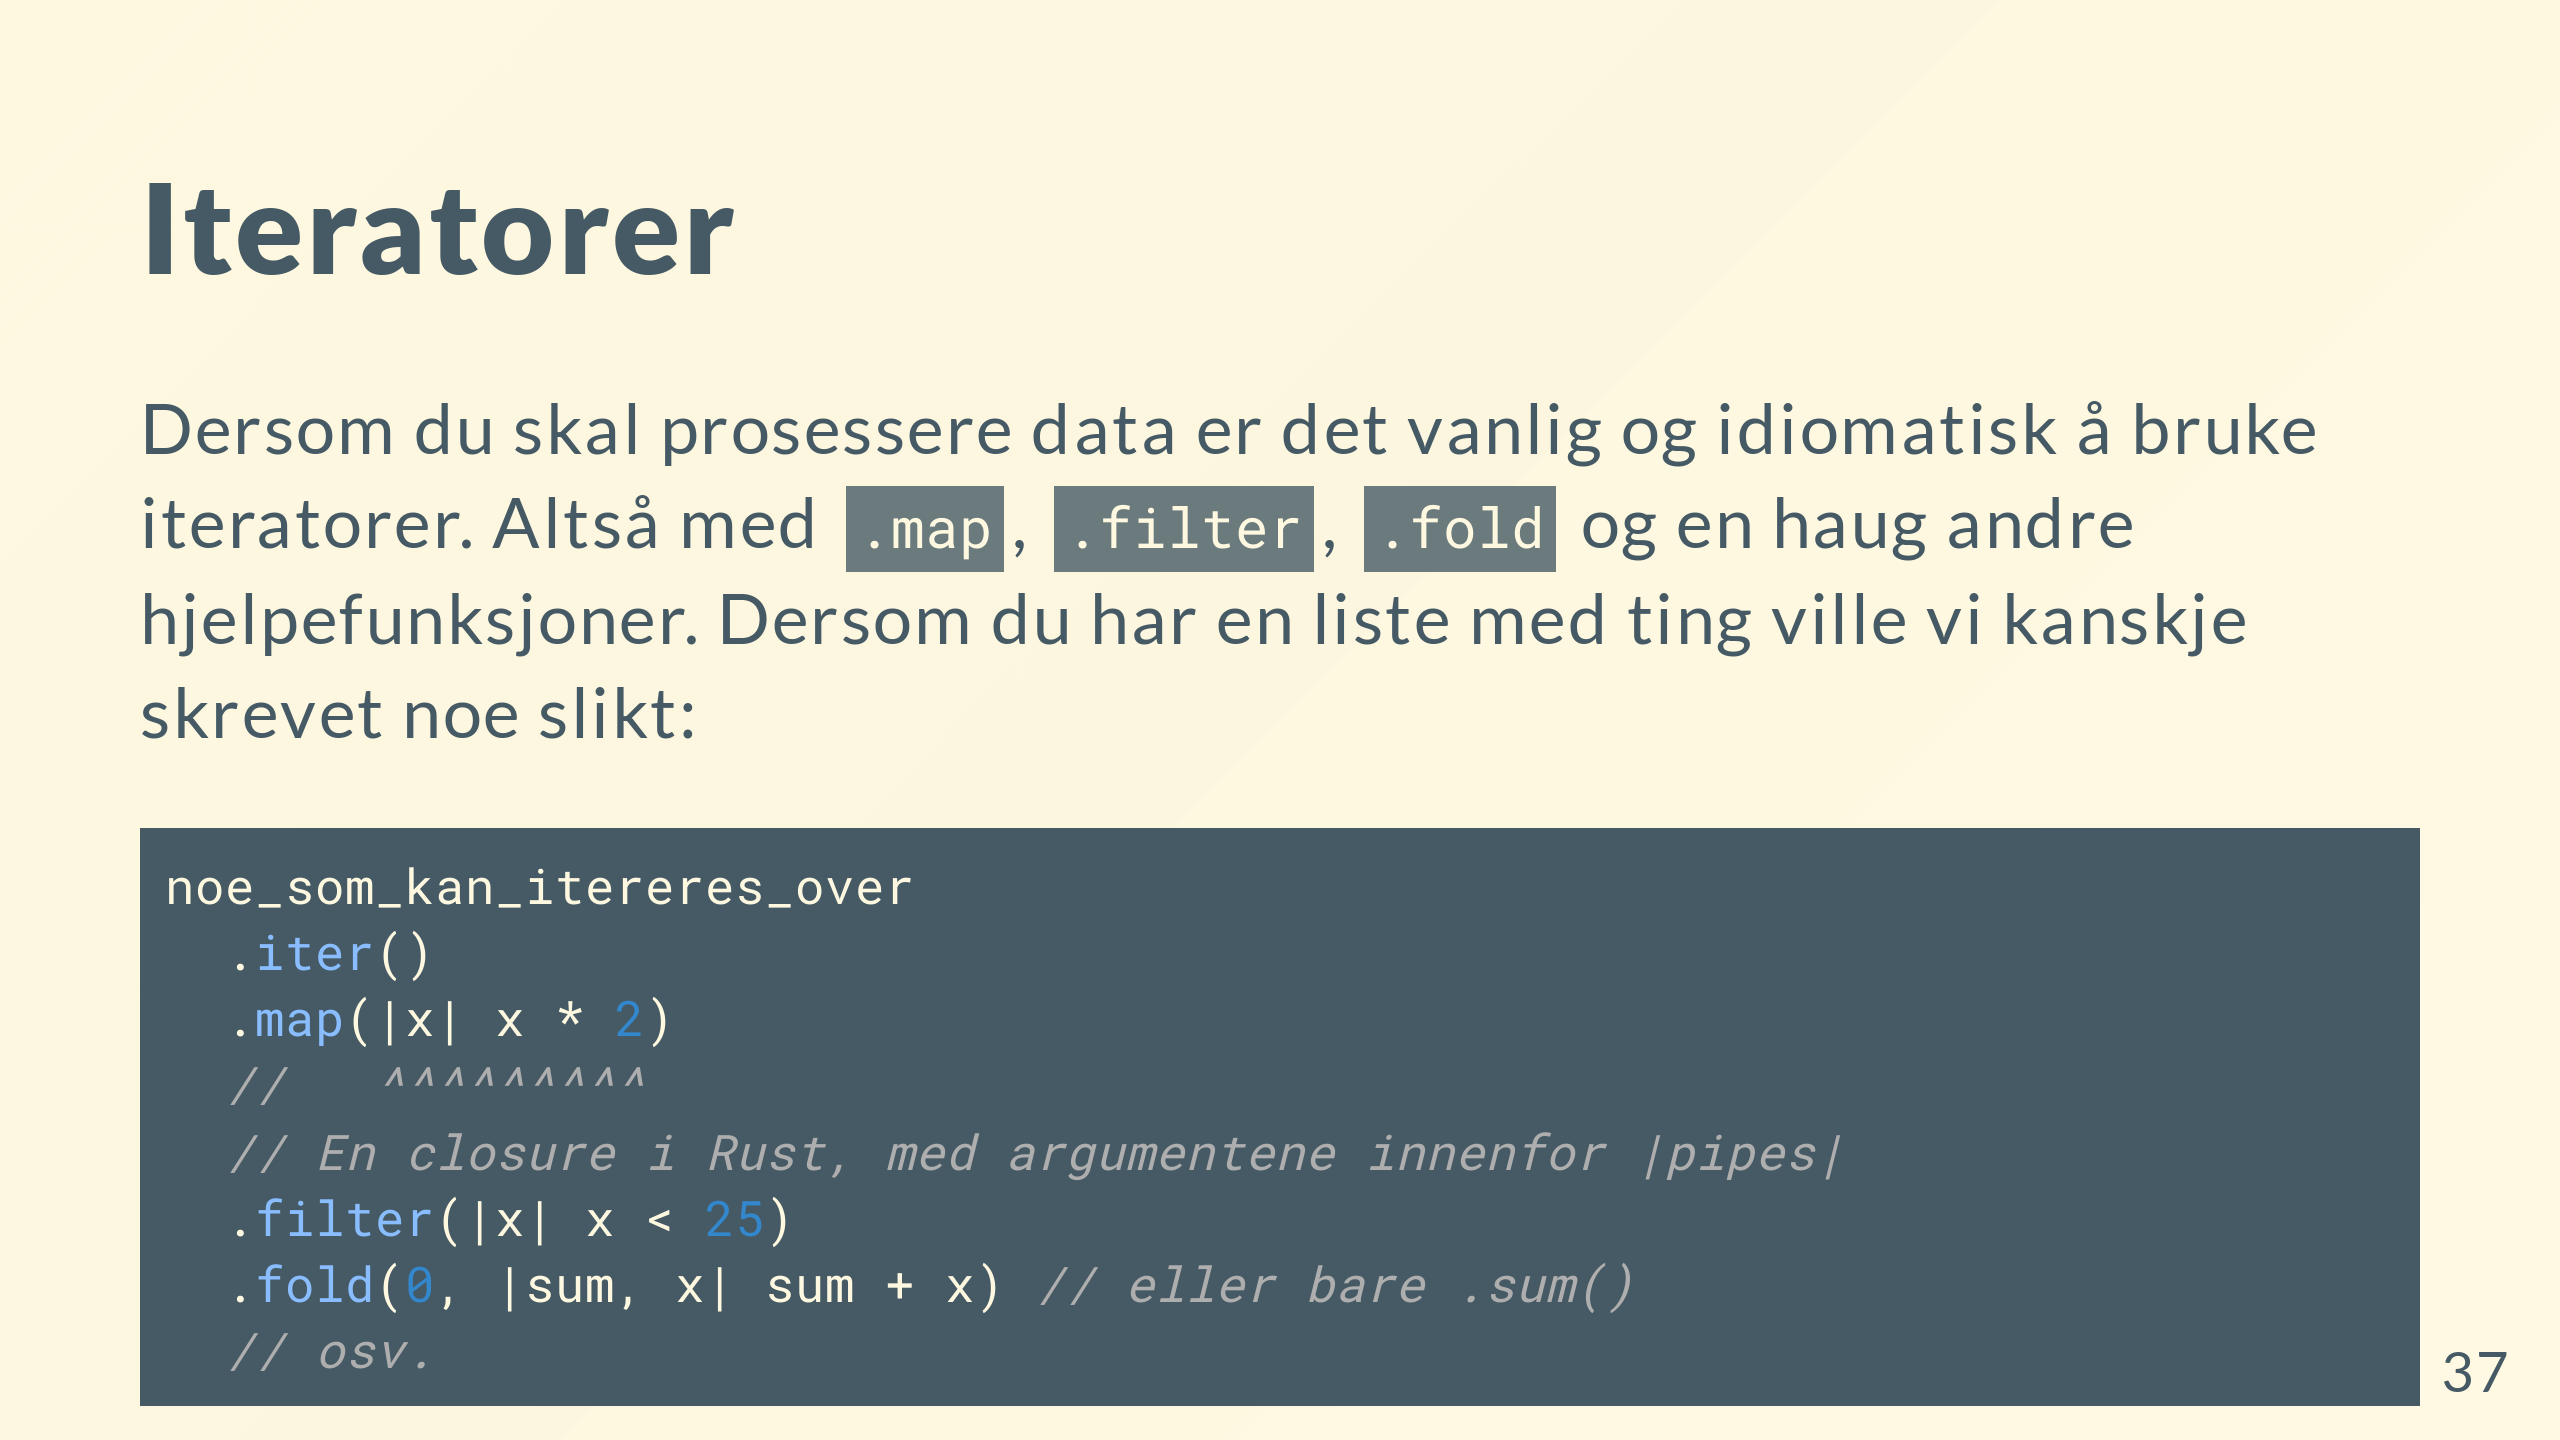 Iteratorer
Dersom du skal prosessere data er det vanlig og idiomatisk å bruke
iteratorer. Altså med .map, .filter, .fold og en haug andre
hjelpefunksjoner. Dersom du har en liste med ting ville vi kanskje
skrevet noe slikt:
noe_som_kan_itereres_over
  .iter()
  .map(|x| x * 2)
  //   ^^^^^^^^^
  // En closure i Rust, med argumentene innenfor |pipes|
  .filter(|x| x < 25)
  .fold(0, |sum, x| sum + x) // eller bare .sum()
  // osv.
37